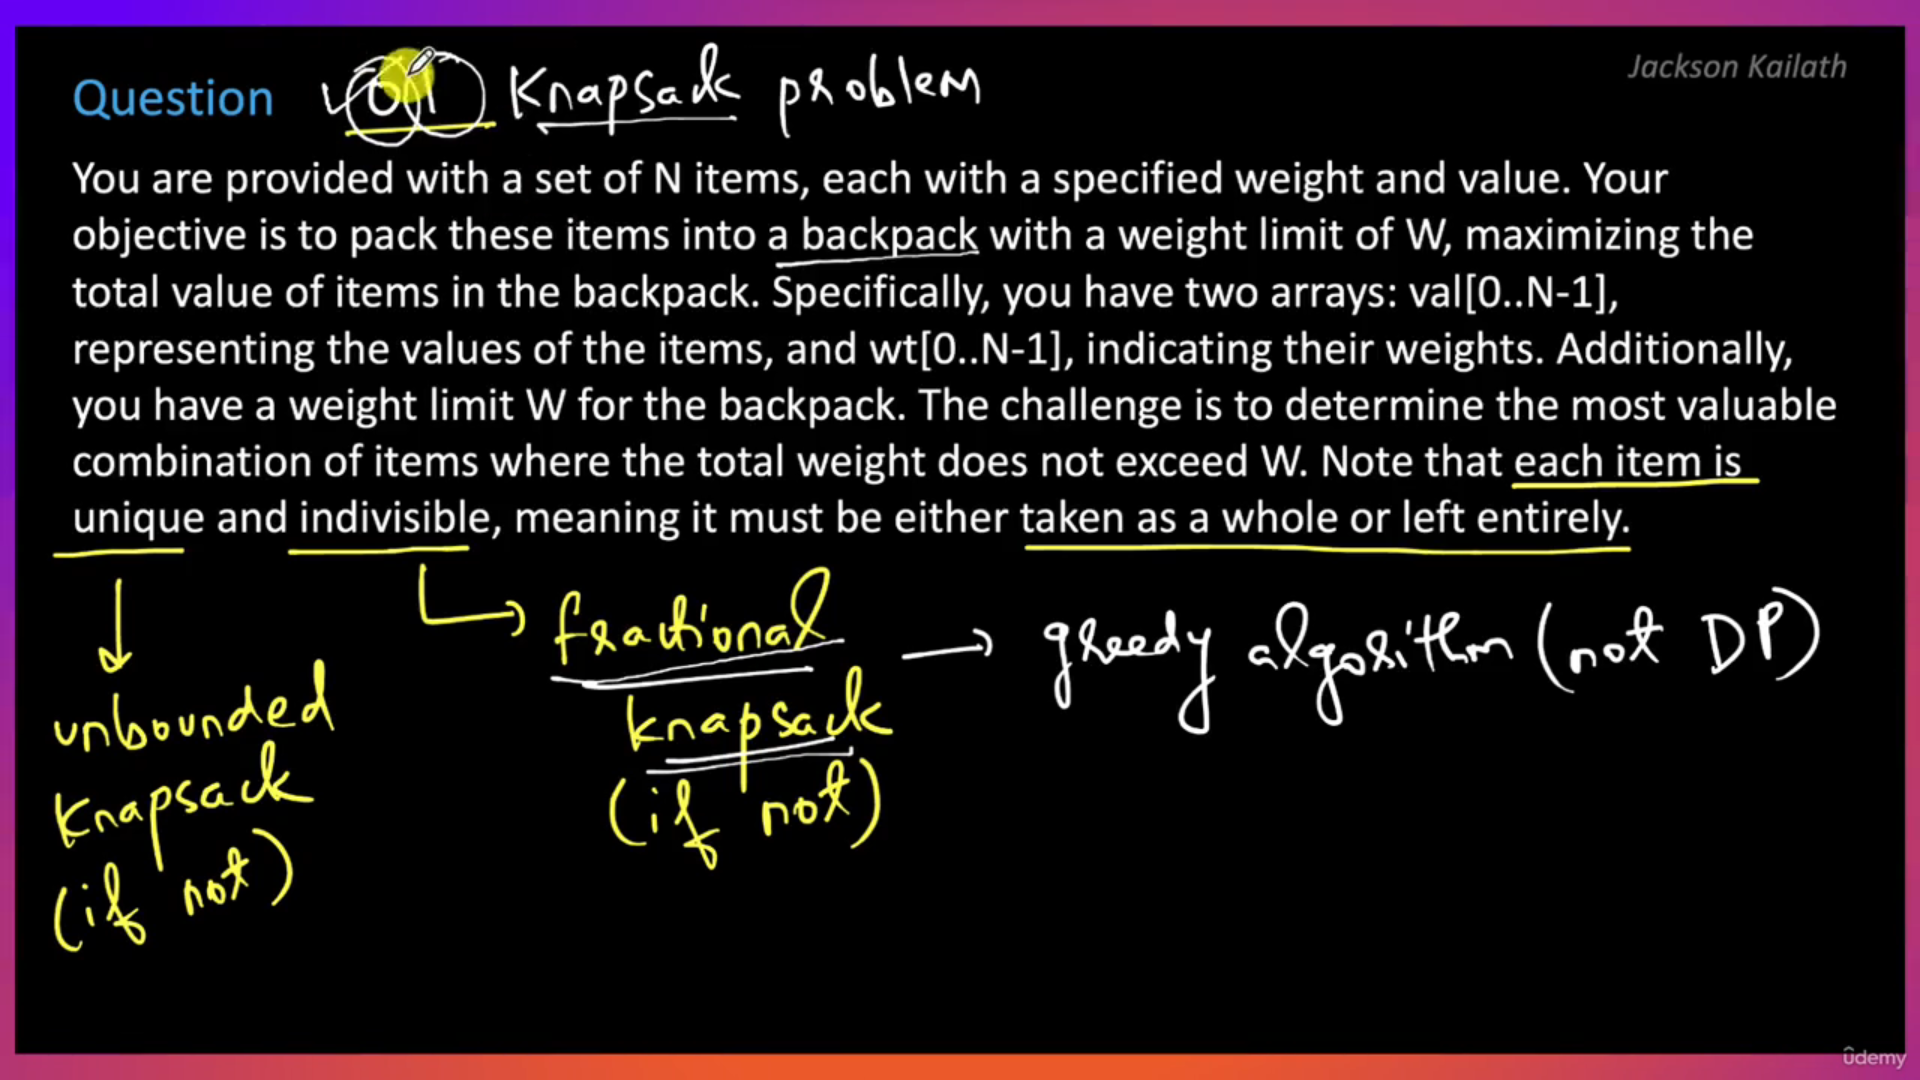 Question 0/1 Knapsack problem
Jackson Kailath
You are provided with a set of N items, each with a specified weight and value. Your
objective is to pack these items into a backpack with a weight limit of W, maximizing the
total value of items in the backpack. Specifically, you have two arrays: val[0..N-1],
representing the values of the items, and wt[0..N-1], indicating their weights. Additionally,
you have a weight limit W for the backpack. The challenge is to determine the most valuable
combination of items where the total weight does not exceed W. Note that each item is
unique and indivisible, meaning it must be either taken as a whole or left entirely.
fractional → greedy algorithm (not DP)
knapsack
(if not)
unbounded
Knapsack
(if not)
ûdemy